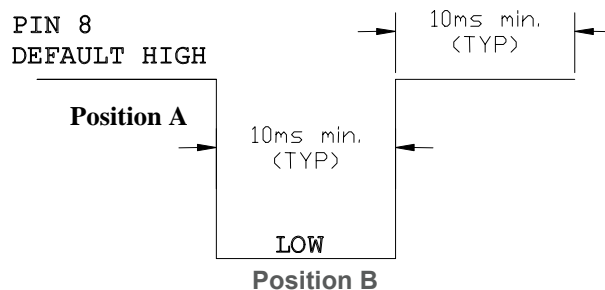 PIN 8
DEFAULT HIGH
10ms min.
(TYP)
Position A
10ms min.
(TYP)
LOW
Position B